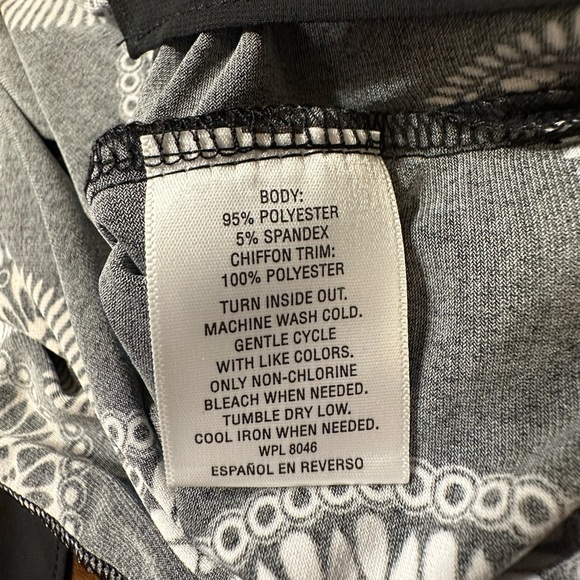 BODY:
95% POLYESTER
5% SPANDEX
CHIFFON TRIM:
100% POLYESTER
TURN INSIDE OUT.
MACHINE WASH COLD.
GENTLE CYCLE
WITH LIKE COLORS.
ONLY NON-CHLORINE
BLEACH WHEN NEEDED.
TUMBLE DRY LOW.
COOL IRON WHEN NEEDED.
WPL 8046
ESPAÑOL EN REVERSO